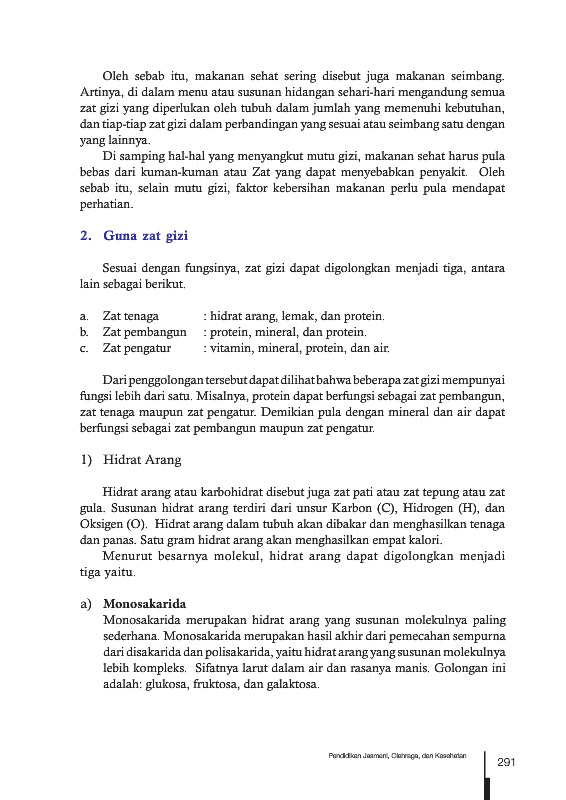 Oleh sebab itu, makanan sehat sering disebut juga makanan seimbang.
Artinya, di dalam menu atau susunan hidangan sehari-hari mengandung semua
zat gizi yang diperlukan oleh tubuh dalam jumlah yang memenuhi kebutuhan,
dan tiap-tiap zat gizi dalam perbandingan yang sesuai atau seimbang satu dengan
yang lainnya.
Di samping hal-hal yang menyangkut mutu gizi, makanan sehat harus pula
bebas dari kuman-kuman atau Zat yang dapat menyebabkan penyakit. Oleh
sebab itu, selain mutu gizi, faktor kebersihan makanan perlu pula mendapat
perhatian.
2. Guna zat gizi
Sesuai dengan fungsinya, zat gizi dapat digolongkan menjadi tiga, antara
lain sebagai berikut.
a. Zat tenaga : hidrat arang, lemak, dan protein.
b. Zat pembangun : protein, mineral, dan protein.
c. Zat pengatur : vitamin, mineral, protein, dan air.
Dari penggolongan tersebut dapat dilihat bahwa beberapa zat gizi mempunyai
fungsi lebih dari satu. Misalnya, protein dapat berfungsi sebagai zat pembangun,
zat tenaga maupun zat pengatur. Demikian pula dengan mineral dan air dapat
berfungsi sebagai zat pembangun maupun zat pengatur.
1) Hidrat Arang
Hidrat arang atau karbohidrat disebut juga zat pati atau zat tepung atau zat
gula. Susunan hidrat arang terdiri dari unsur Karbon (C), Hidrogen (H), dan
Oksigen (O). Hidrat arang dalam tubuh akan dibakar dan menghasilkan tenaga
dan panas. Satu gram hidrat arang akan menghasilkan empat kalori.
Menurut besarnya molekul, hidrat arang dapat digolongkan menjadi
tiga yaitu.
a) Monosakarida
Monosakarida merupakan hidrat arang yang susunan molekulnya paling
sederhana. Monosakarida merupakan hasil akhir dari pemecahan sempurna
dari disakarida dan polisakarida, yaitu hidrat arang yang susunan molekulnya
lebih kompleks. Sifatnya larut dalam air dan rasanya manis. Golongan ini
adalah: glukosa, fruktosa, dan galaktosa.
Pendidikan Jasmani, Olahraga, dan Kesehatan
291